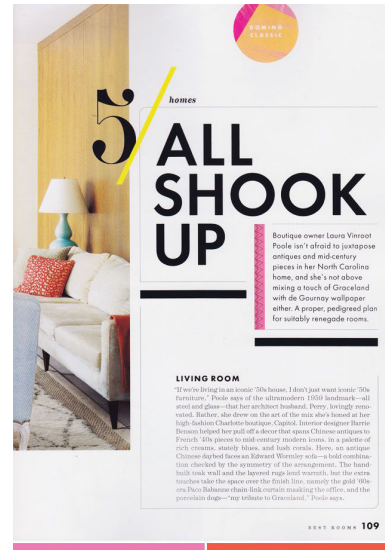 DOMINO
CLASSIC
5/
homes
ALL
SHOOK
UP
Boutique owner Laura Vinroot
Poole isn't afraid to juxtapose
antiques and mid-century
pieces in her North Carolina
home, and she's not above
mixing a touch of Graceland
with de Gournay wallpaper
either. A proper, pedigreed plan
for suitably renegade rooms.
LIVING ROOM
"If we're living in an iconic '50s house, I don't just want iconic '50s
furniture," Poole says of the ultramodern 1959 landmark—all
steel and glass—that her architect husband, Perry, lovingly reno-
vated. Rather, she drew on the art of the mix she's honed at her
high-fashion Charlotte boutique, Capitol. Interior designer Barrie
Benson helped her pull off a decor that spans Chinese antiques to
French '40s pieces to mid-century modern icons, in a palette of
rich creams, stately blues, and lush corals. Here, an antique
Chinese daybed faces an Edward Wormley sofa—a bold combina-
tion checked by the symmetry of the arrangement. The hand-
built teak wall and the layered rugs lend warmth, but the extra
touches take the space over the finish line, namely the gold '60s-
era Paco Rabanne chain-link curtain masking the office, and the
porcelain dogs—"my tribute to Graceland," Poole says.
BEST ROOMS 109